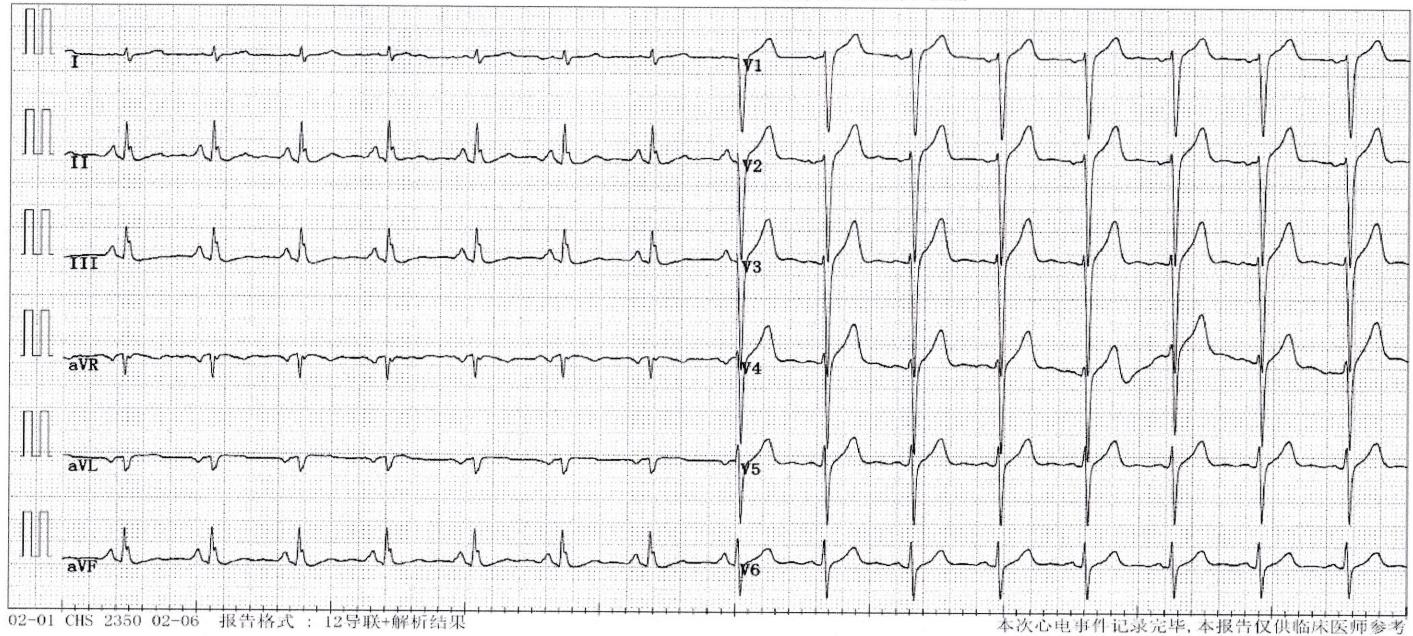 I
V1
II
V2
III
V3
aVR
V4
aVL
V5
aVF
V6
02-01 CHS 2350 02-06 报告格式 : 12导联+解析结果
本次心电事件记录完毕, 本报告仅供临床医师参考